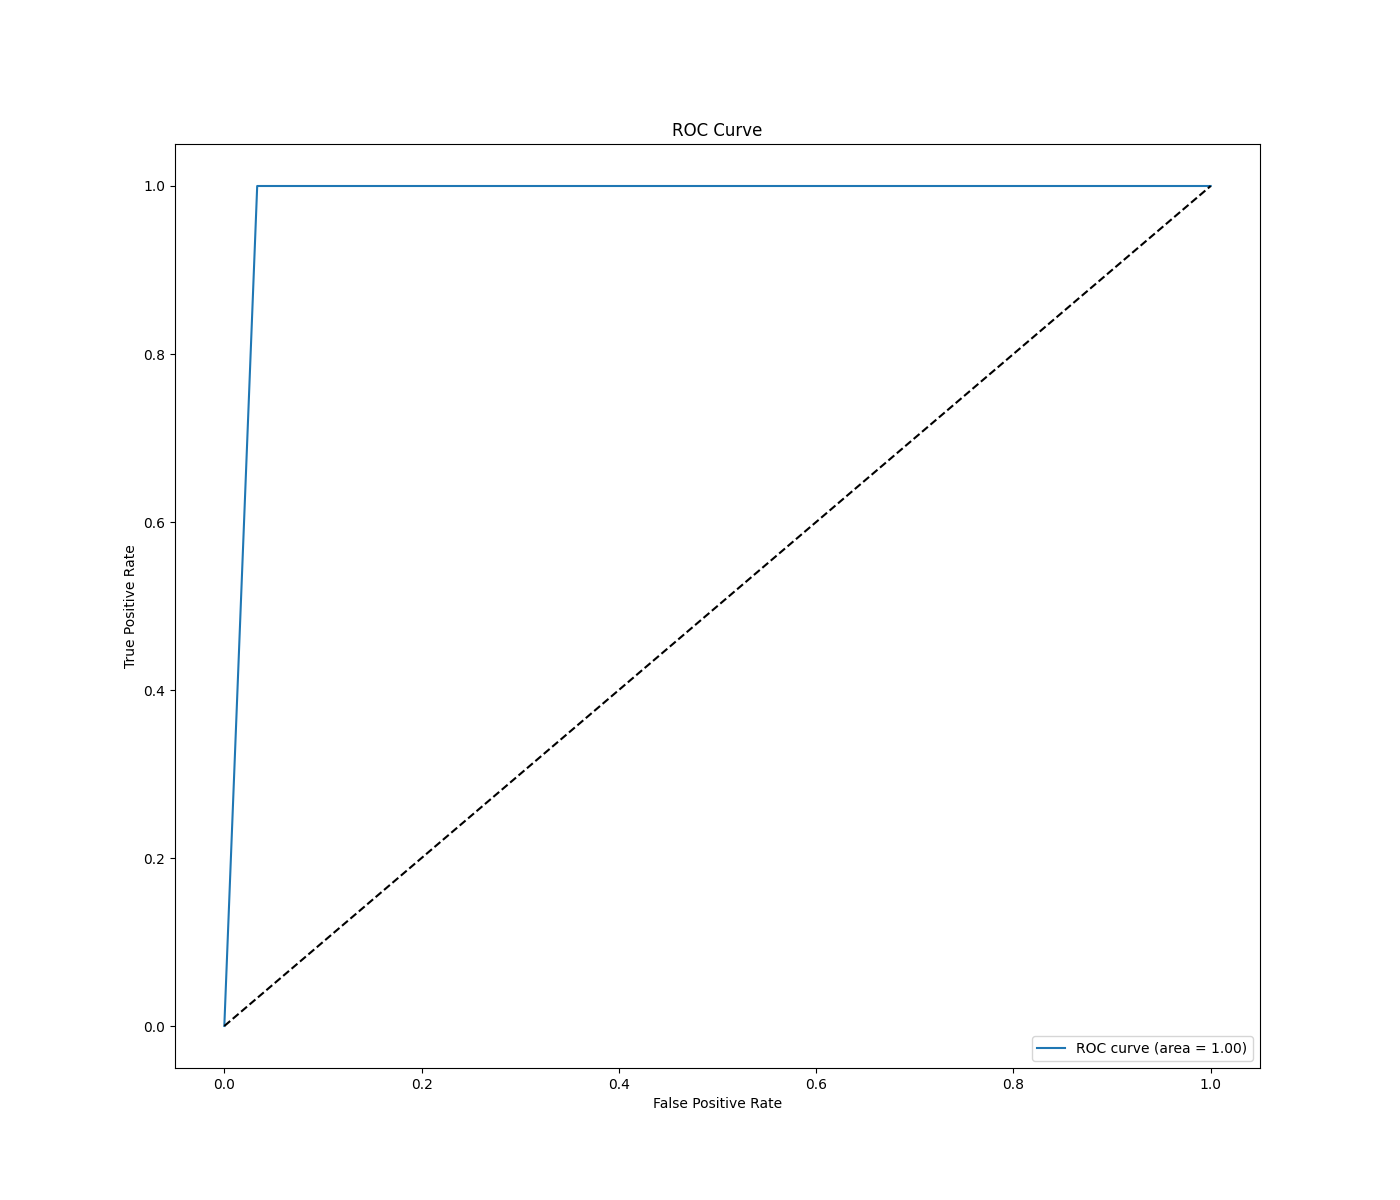 ROC Curve
1.0
0.8
0.6
0.4
0.2
0.0
True Positive Rate
ROC curve (area = 1.00)
0.0 0.2 0.4 0.6 0.8 1.0
False Positive Rate